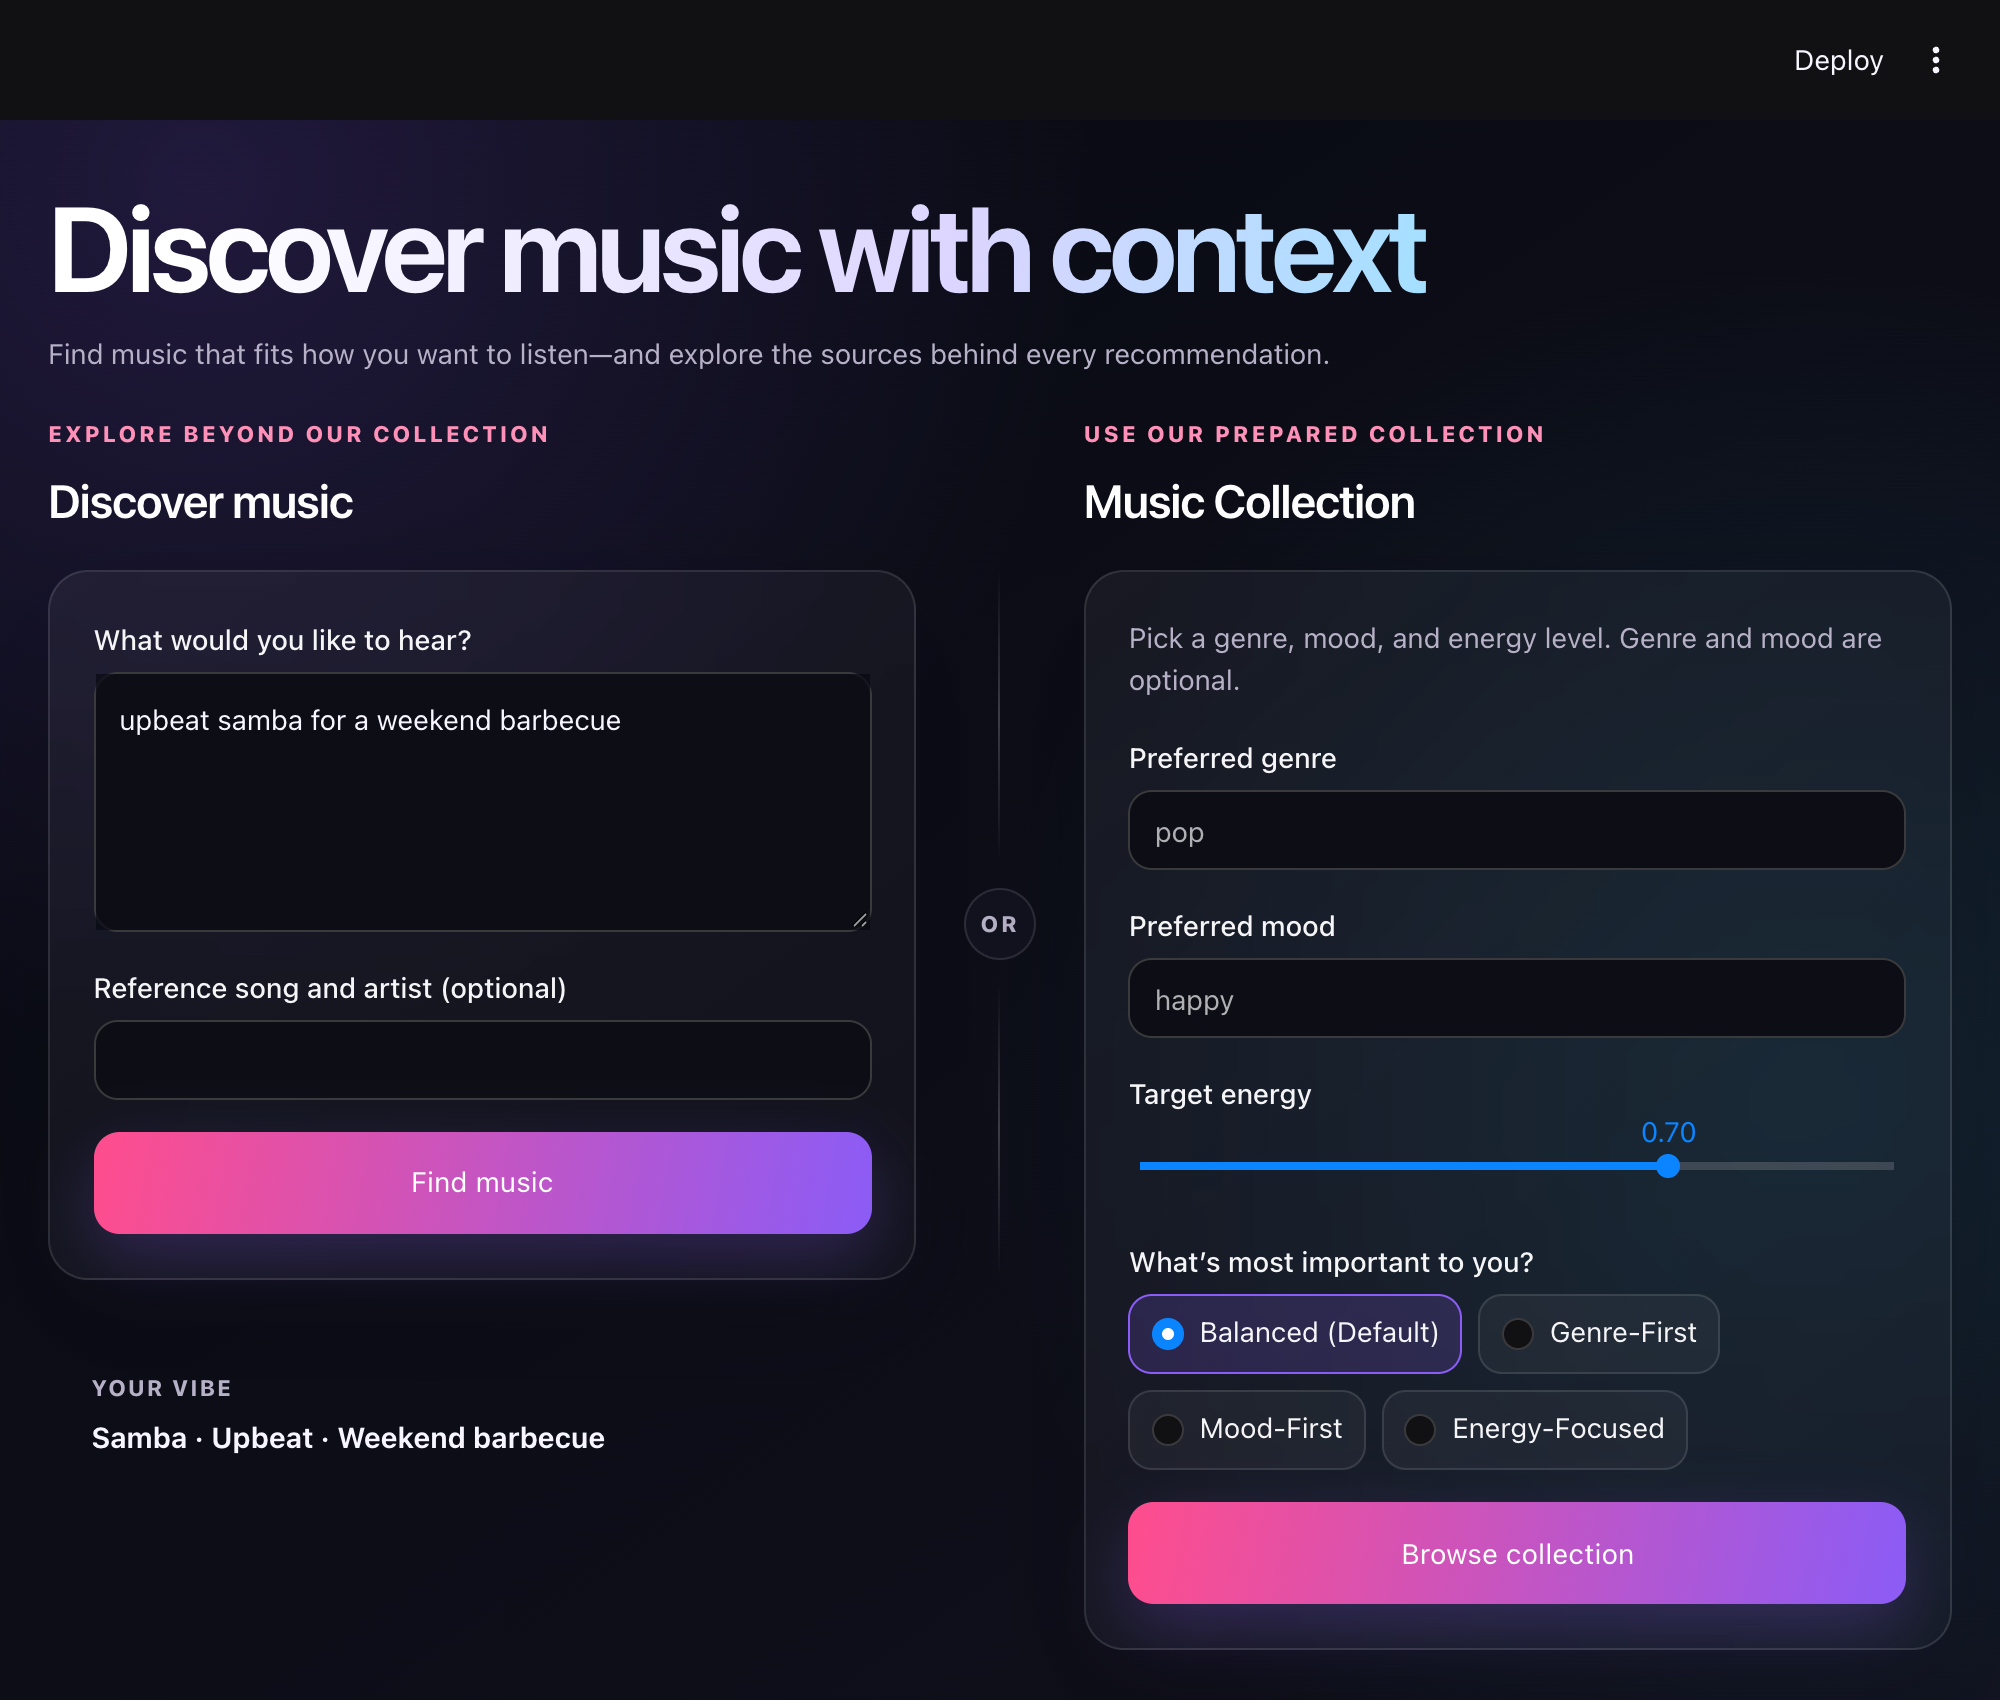 Deploy
Discover music with context
Find music that fits how you want to listen—and explore the sources behind every recommendation.
EXPLORE BEYOND OUR COLLECTION
Discover music
What would you like to hear?
upbeat samba for a weekend barbecue
Reference song and artist (optional)
Find music
YOUR VIBE
Samba · Upbeat · Weekend barbecue
OR
USE OUR PREPARED COLLECTION
Music Collection
Pick a genre, mood, and energy level. Genre and mood are
optional.
Preferred genre
pop
Preferred mood
happy
Target energy
0.70
What’s most important to you?
Balanced (Default)
Genre-First
Mood-First
Energy-Focused
Browse collection